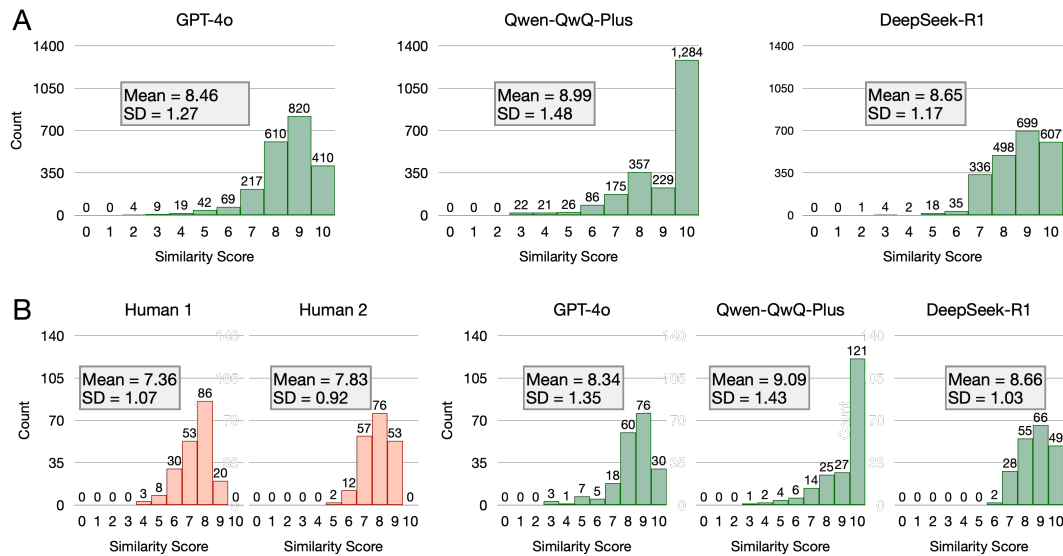 A
GPT-4o
Qwen-QwQ-Plus
DeepSeek-R1
1400
1050
700
350
0
Count
Mean = 8.46
SD = 1.27
0 0 4 9 19 42 69 217 610 820 410
0 1 2 3 4 5 6 7 8 9 10
Similarity Score
1400
1050
700
350
0
Mean = 8.99
SD = 1.48
0 0 0 22 21 26 86 175 357 229 1,284
0 1 2 3 4 5 6 7 8 9 10
Similarity Score
1400
1050
700
350
0
Mean = 8.65
SD = 1.17
0 0 1 4 2 18 35 336 498 699 607
0 1 2 3 4 5 6 7 8 9 10
Similarity Score
B
Human 1
Human 2
GPT-4o
Qwen-QwQ-Plus
DeepSeek-R1
140
105
70
35
0
Count
Mean = 7.36
SD = 1.07
0 0 0 0 3 8 30 53 86 20 0
0 1 2 3 4 5 6 7 8 9 10
Similarity Score
Mean = 7.83
SD = 0.92
0 0 0 0 0 2 12 57 76 53 0
0 1 2 3 4 5 6 7 8 9 10
Similarity Score
140
105
70
35
0
Count
Mean = 8.34
SD = 1.35
0 0 0 3 1 7 5 18 60 76 30
0 1 2 3 4 5 6 7 8 9 10
Similarity Score
Mean = 9.09
SD = 1.43
0 0 0 1 2 4 6 14 25 27 121
0 1 2 3 4 5 6 7 8 9 10
Similarity Score
Count
Mean = 8.66
SD = 1.03
0 0 0 0 0 0 2 28 55 66 49
0 1 2 3 4 5 6 7 8 9 10
Similarity Score